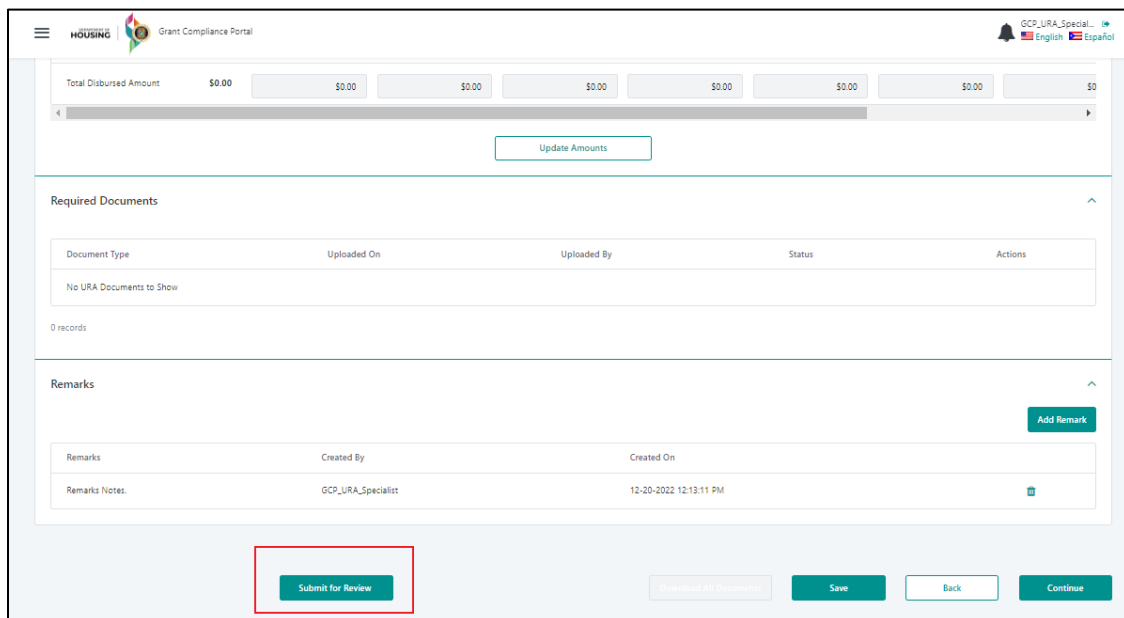 DEPARTMENT OF
HOUSING
Grant Compliance Portal
GCP_URA_Special...
English Español
Total Disbursed Amount $0.00 $0.00 $0.00 $0.00 $0.00 $0.00 $0.00 $0
Update Amounts
Required Documents
Document Type Uploaded On Uploaded By Status Actions
No URA Documents to Show
0 records
Remarks
Add Remark
Remarks Created By Created On
Remarks Notes. GCP_URA_Specialist 12-20-2022 12:13:11 PM
Submit for Review Download All Documents Save Back Continue